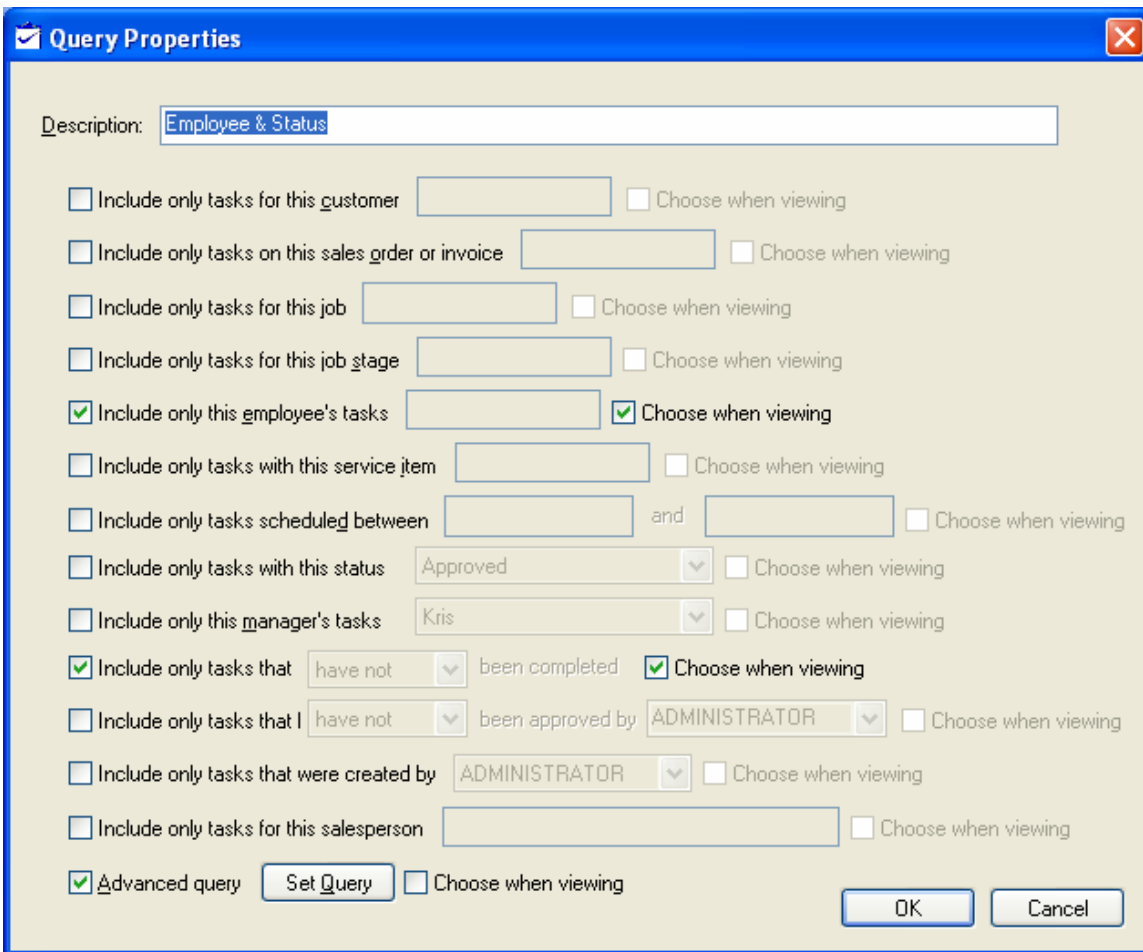 Query Properties
Description: Employee & Status
Include only tasks for this customer Choose when viewing
Include only tasks on this sales order or invoice Choose when viewing
Include only tasks for this job Choose when viewing
Include only tasks for this job stage Choose when viewing
Include only this employee's tasks Choose when viewing
Include only tasks with this service item Choose when viewing
Include only tasks scheduled between and Choose when viewing
Include only tasks with this status Approved Choose when viewing
Include only this manager's tasks Kris Choose when viewing
Include only tasks that have not been completed Choose when viewing
Include only tasks that I have not been approved by ADMINISTRATOR Choose when viewing
Include only tasks that were created by ADMINISTRATOR Choose when viewing
Include only tasks for this salesperson Choose when viewing
Advanced query Set Query Choose when viewing
OK Cancel